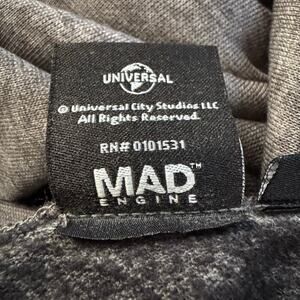 UNIVERSAL
© Universal City Studios LLC
All Rights Reserved.
RN# 0101531
MAD™
ENGINE